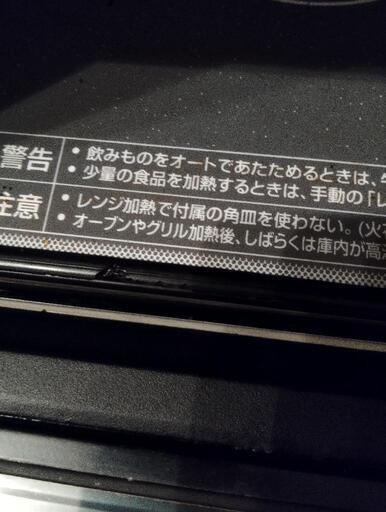 警告
・飲みものをオートであたためるときは、
・少量の食品を加熱するときは、手動の「レ
注意
・レンジ加熱で付属の角皿を使わない。(火
・オーブンやグリル加熱後、しばらくは庫内が高